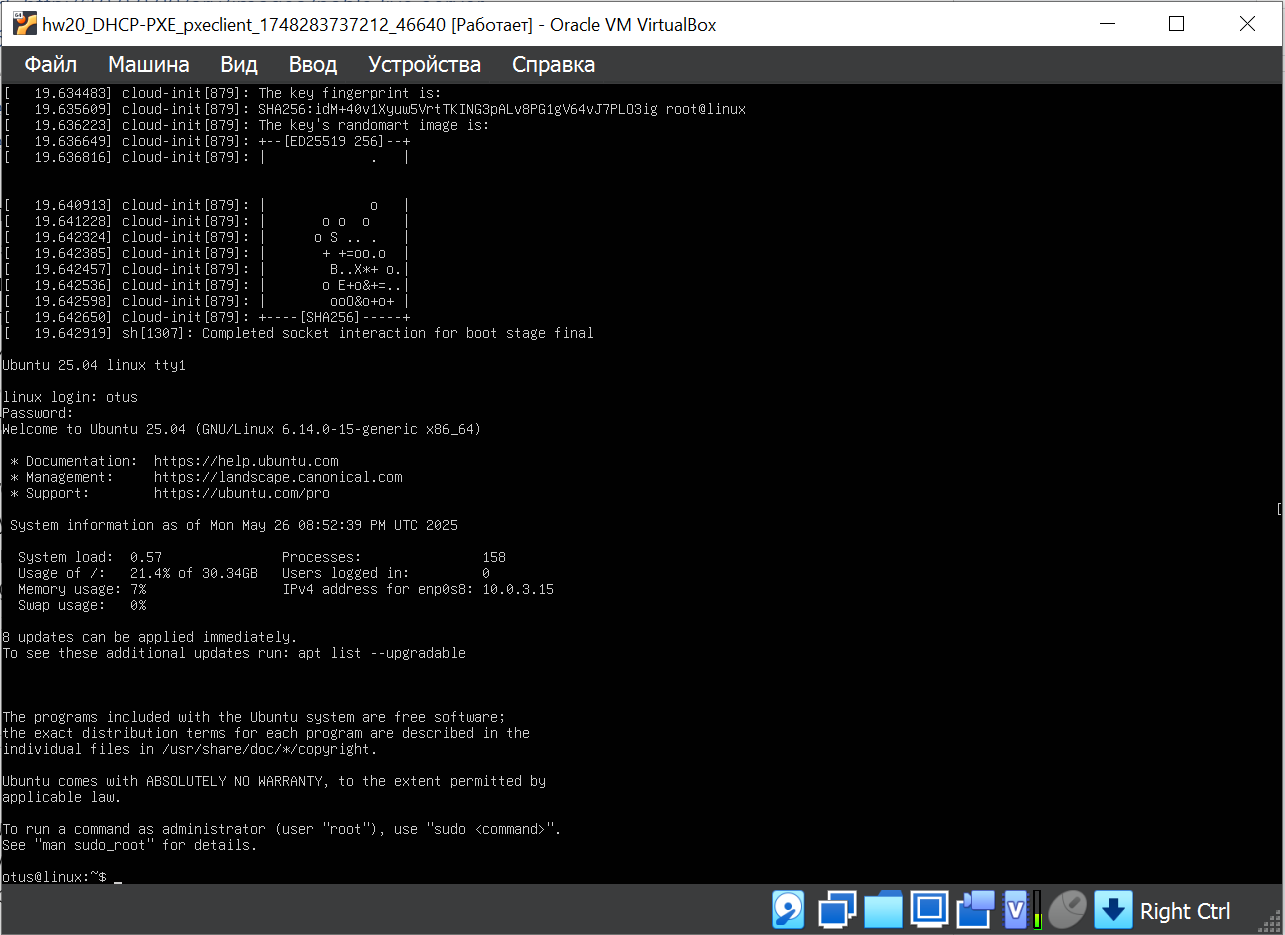 hw20_DHCP-PXE_pxeclient_1748283737212_46640 [Работает] - Oracle VM VirtualBox
Файл Машина Вид Ввод Устройства Справка
[   19.634483] cloud-init[879]: The key fingerprint is:
[   19.635609] cloud-init[879]: SHA256:idM+40v1Xyuw5VrtTKING3pALv8PG1gV64vJ7PLO3ig root@linux
[   19.636223] cloud-init[879]: The key's randomart image is:
[   19.636649] cloud-init[879]: +--[ED25519 256]--+
[   19.636816] cloud-init[879]: |             .   |
[   19.640913] cloud-init[879]: |             o   |
[   19.641228] cloud-init[879]: |       o o  o    |
[   19.642324] cloud-init[879]: |      o S .. .   |
[   19.642385] cloud-init[879]: |       + +=oo.o  |
[   19.642457] cloud-init[879]: |        B..X*+ o.|
[   19.642536] cloud-init[879]: |       o E+o&+=..|
[   19.642598] cloud-init[879]: |        ooO&o+o+ |
[   19.642650] cloud-init[879]: +----[SHA256]-----+
[   19.642919] sh[1307]: Completed socket interaction for boot stage final
Ubuntu 25.04 linux tty1
linux login: otus
Password:
Welcome to Ubuntu 25.04 (GNU/Linux 6.14.0-15-generic x86_64)
 * Documentation:  https://help.ubuntu.com
 * Management:     https://landscape.canonical.com
 * Support:        https://ubuntu.com/pro
 System information as of Mon May 26 08:52:39 PM UTC 2025
  System load:  0.57               Processes:               158
  Usage of /:   21.4% of 30.34GB   Users logged in:         0
  Memory usage: 7%                 IPv4 address for enp0s8: 10.0.3.15
  Swap usage:   0%
8 updates can be applied immediately.
To see these additional updates run: apt list --upgradable
The programs included with the Ubuntu system are free software;
the exact distribution terms for each program are described in the
individual files in /usr/share/doc/*/copyright.
Ubuntu comes with ABSOLUTELY NO WARRANTY, to the extent permitted by
applicable law.
To run a command as administrator (user "root"), use "sudo <command>".
See "man sudo_root" for details.
otus@linux:~$ _
Right Ctrl